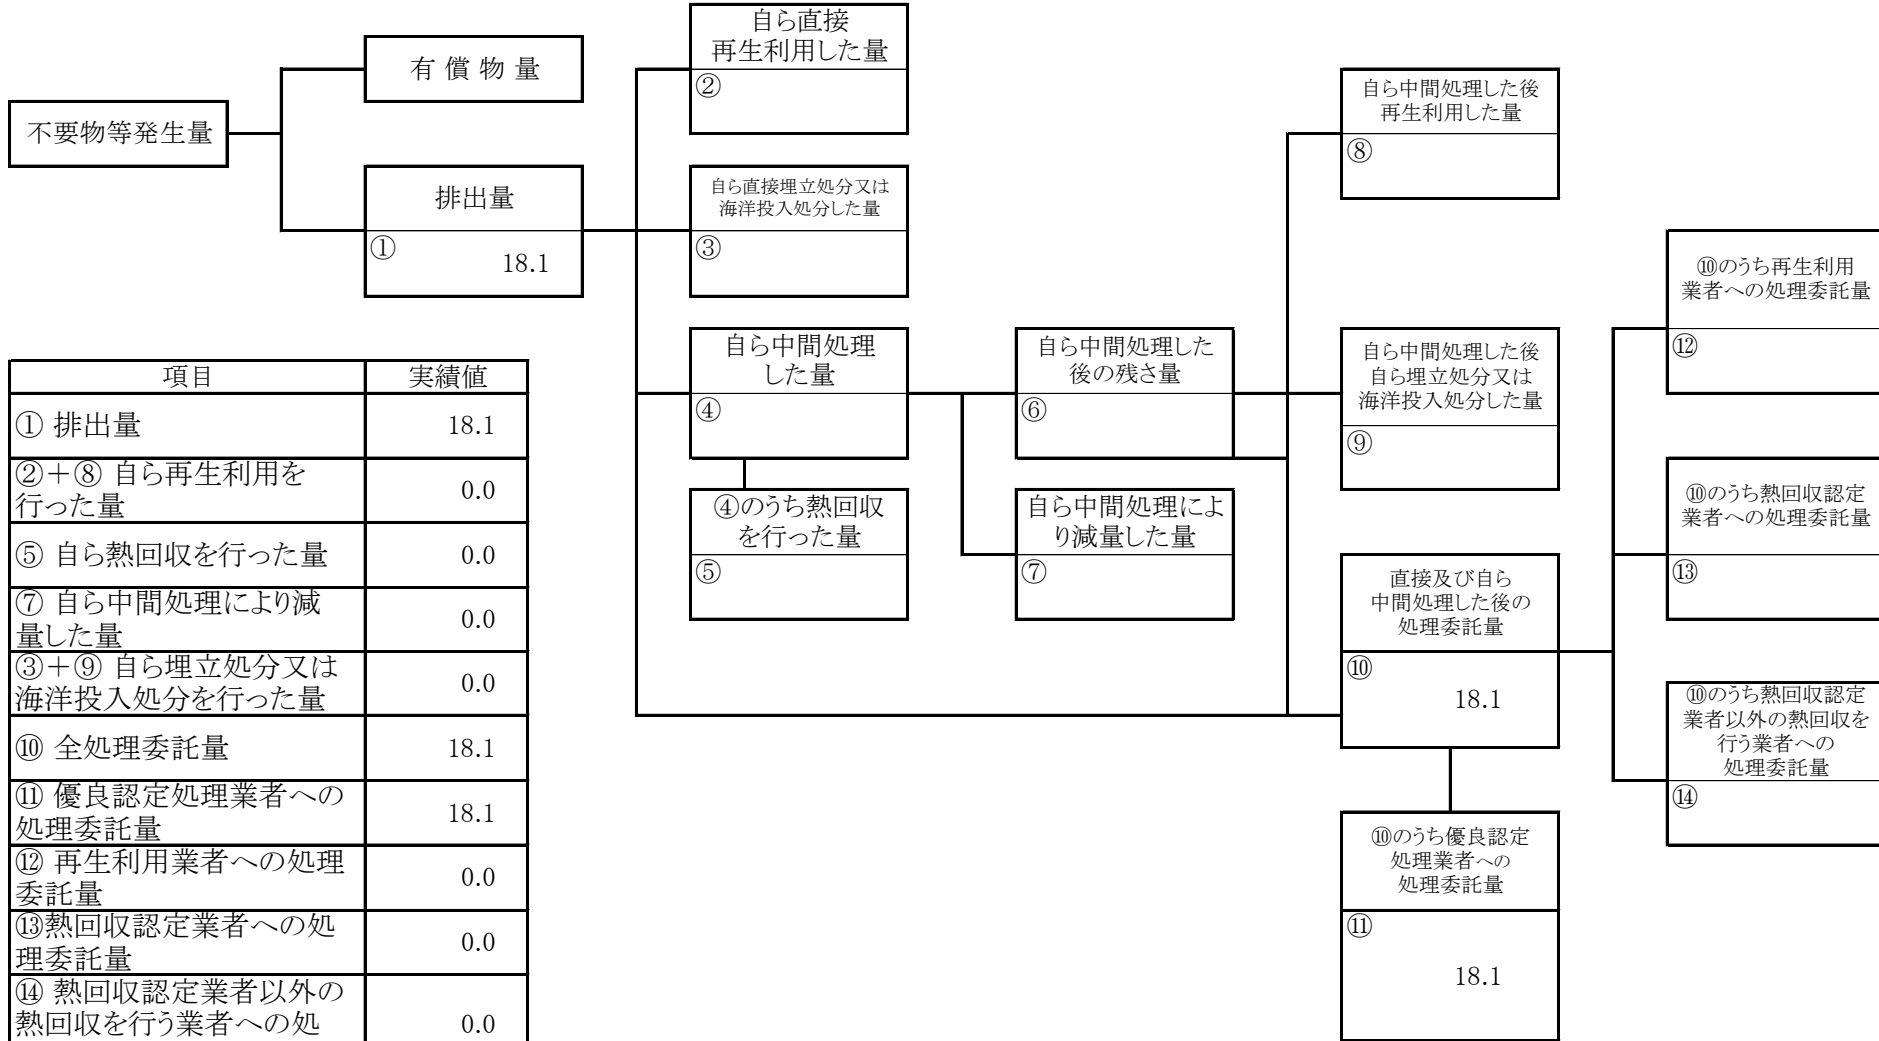 不要物等発生量
有 償 物 量
排出量
①
18.1
自ら直接
再生利用した量
②
自ら直接埋立処分又は
海洋投入処分した量
③
自ら中間処理
した量
④
④のうち熱回収
を行った量
⑤
自ら中間処理した
後の残さ量
⑥
自ら中間処理によ
り減量した量
⑦
自ら中間処理した後
再生利用した量
⑧
自ら中間処理した後
自ら埋立処分又は
海洋投入処分した量
⑨
直接及び自ら
中間処理した後の
処理委託量
⑩
18.1
⑩のうち優良認定
処理業者への
処理委託量
⑪
18.1
⑩のうち再生利用
業者への処理委託量
⑫
⑩のうち熱回収認定
業者への処理委託量
⑬
⑩のうち熱回収認定
業者以外の熱回収を
行う業者への
処理委託量
⑭
項目 実績値
① 排出量 18.1
②＋⑧ 自ら再生利用を
行った量 0.0
⑤ 自ら熱回収を行った量 0.0
⑦ 自ら中間処理により減
量した量 0.0
③＋⑨ 自ら埋立処分又は
海洋投入処分を行った量 0.0
⑩ 全処理委託量 18.1
⑪ 優良認定処理業者への
処理委託量 18.1
⑫ 再生利用業者への処理
委託量 0.0
⑬熱回収認定業者への処
理委託量 0.0
⑭ 熱回収認定業者以外の
熱回収を行う業者への処 0.0